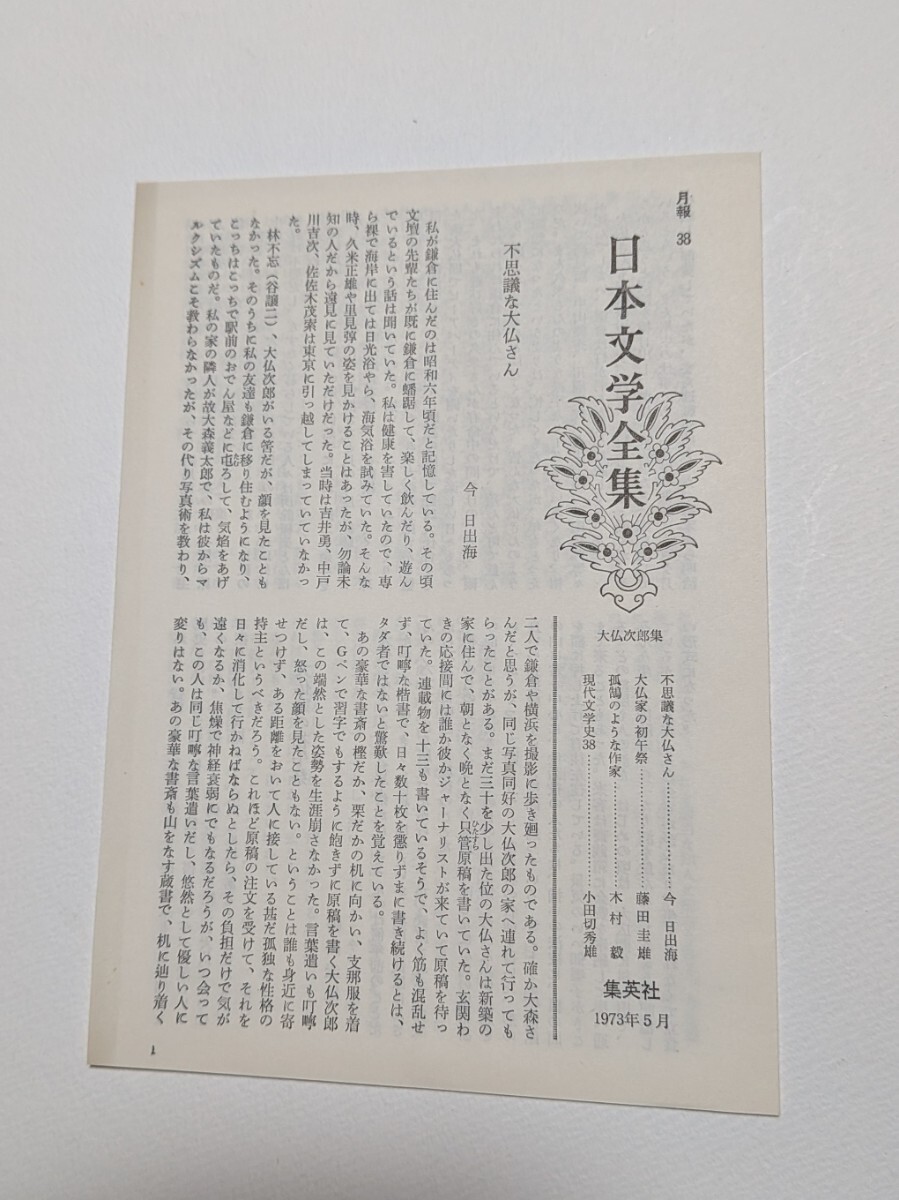 月報 38
日本文学全集
大仏次郎集
不思議な大仏さん………………今 日出海
大仏家の初午祭………………藤田圭雄
孤鵠のような作家………………木村 毅
現代文学史38………………小田切秀雄
集英社
1973年5月
不思議な大仏さん
今 日出海
私が鎌倉に住んだのは昭和六年頃だと記憶している。その頃
文壇の先輩たちが既に鎌倉に蟠踞して、楽しく飲んだり、遊ん
でいるという話は聞いていた。私は健康を害していたので、専
ら裸で海岸に出ては日光浴やら、海気浴を試みていた。そんな
時、久米正雄や里見弴の姿を見かけることはあったが、勿論未
知の人だから遠見に見ていただけだった。当時は吉井勇、中戸
川吉次、佐佐木茂索は東京に引っ越してしまっていていなかっ
た。
林不忘（谷譲二）、大仏次郎がいる筈だが、顔を見たことも
なかった。そのうちに私の友達も鎌倉に移り住むようになり、
こっちはこっちで駅前のおでん屋などに屯ろして、気焰をあげ
ていたものだ。私の家の隣人が故大森義太郎で、私は彼からマ
ルクシズムこそ教わらなかったが、その代り写真術を教わり、
二人で鎌倉や横浜を撮影に歩き廻ったものである。確か大森さ
んだと思うが、同じ写真同好の大仏次郎の家へ連れて行っても
らったことがある。まだ三十を少し出た位の大仏さんは新築の
家に住んで、朝となく晩となく只管原稿を書いていた。玄関わ
きの応接間には誰か彼かジャーナリストが来ていて原稿を待っ
ていた。連載物を十三も書いているそうで、よく筋も混乱せ
ず、叮嚀な楷書で、日々数十枚を懲りずまに書き続けるとは、
タダ者ではないと驚歎したことを覚えている。
あの豪華な書斎の樫だか、栗だかの机に向かい、支那服を着
て、Gペンで習字でもするように飽きずに原稿を書く大仏次郎
は、この端然とした姿勢を生涯崩さなかった。言葉遣いも叮嚀
だし、怒った顔を見たこともない。ということは誰も身近に寄
せつけず、ある距離をおいて人に接している甚だ孤独な性格の
持主というべきだろう。これほど原稿の注文を受けて、それを
日々に消化して行かねばならぬとしたら、その負担だけで気が
遠くなるか、焦燥で神経衰弱にでもなるだろうが、いつ会って
も、この人は同じ叮嚀な言葉遣いだし、悠然として優しい人に
変りはない。あの豪華な書斎も山をなす蔵書で、机に辿り着く
1